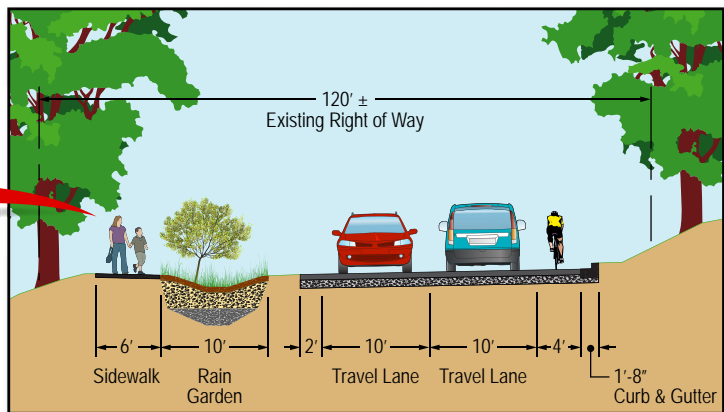 120' ±
Existing Right of Way
6'
10'
2'
10'
10'
4'
Sidewalk
Rain
Garden
Travel Lane
Travel Lane
1'-8"
Curb & Gutter